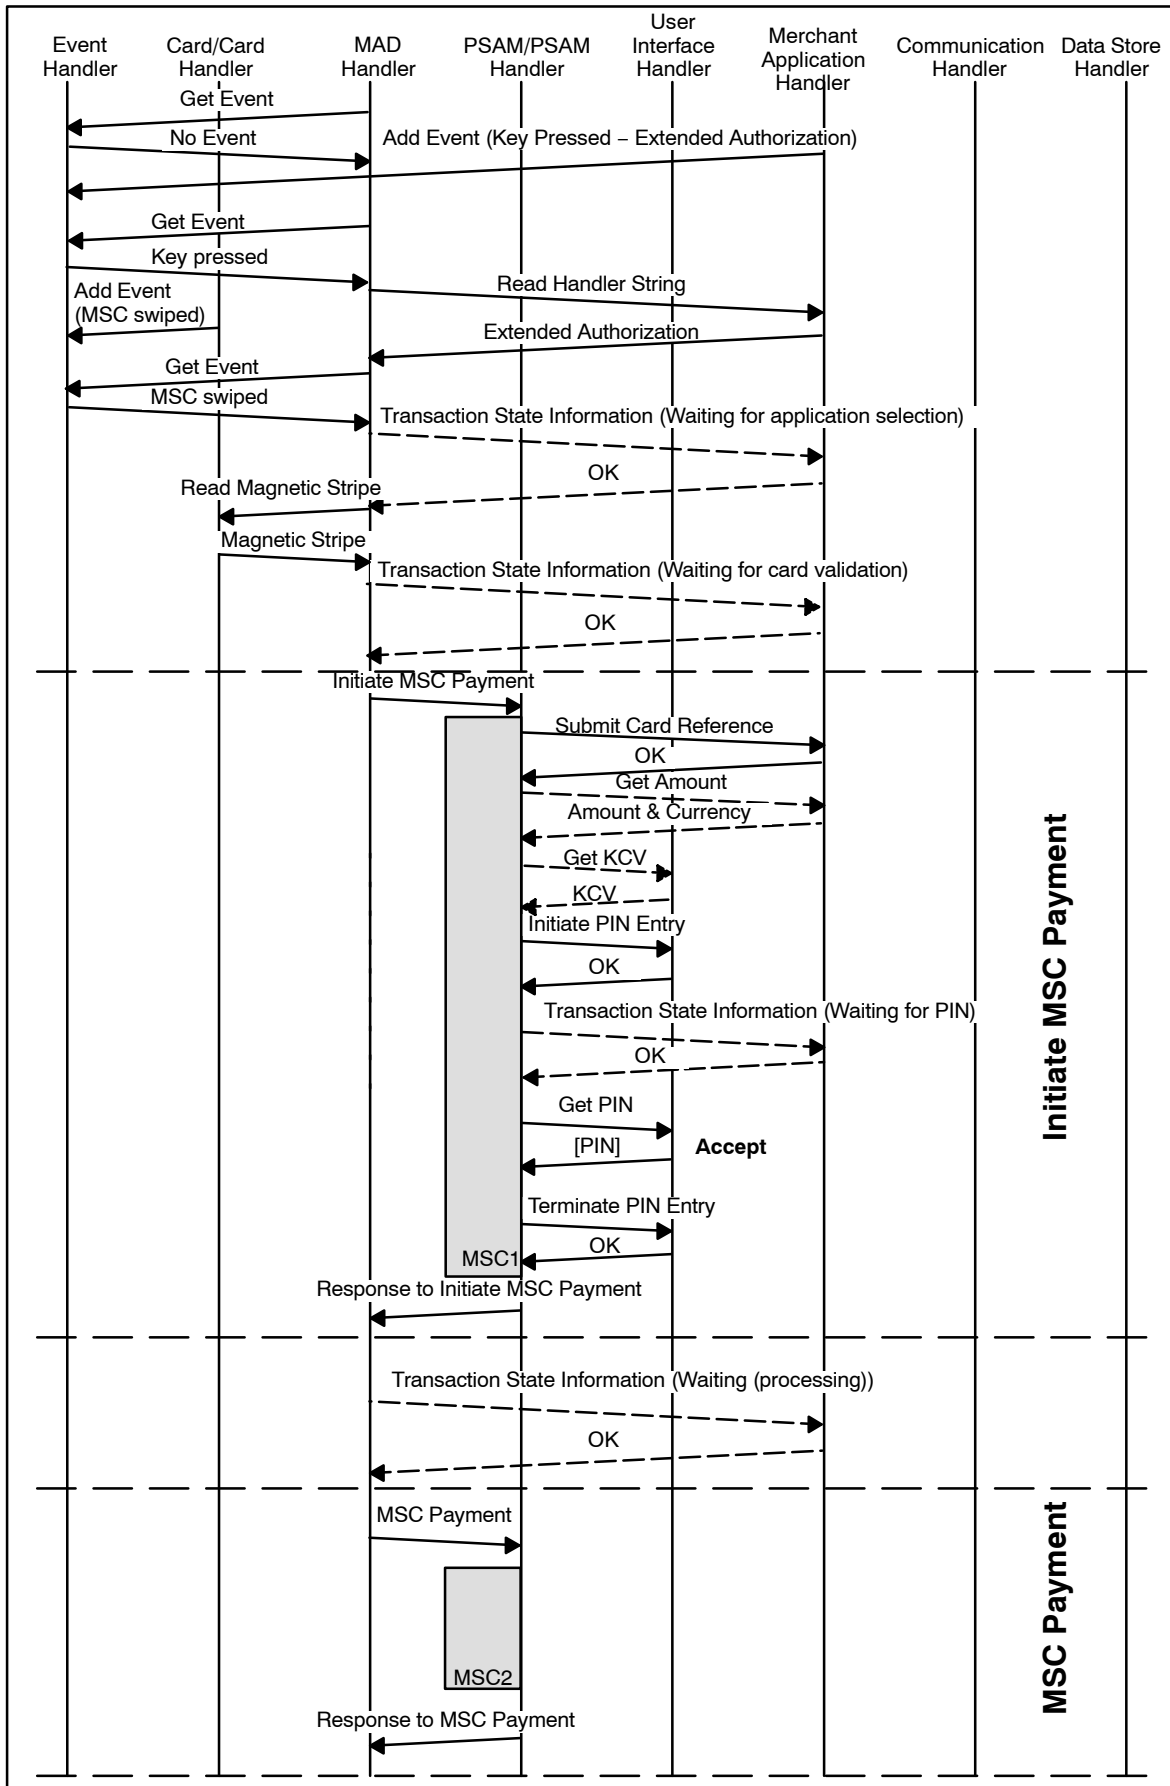 Event
Handler
Card/Card
Handler
MAD
Handler
PSAM/PSAM
Handler
User
Interface
Handler
Merchant
Application
Handler
Communication
Handler
Data Store
Handler
Get Event
No Event
Add Event (Key Pressed – Extended Authorization)
Get Event
Key pressed
Read Handler String
Add Event
(MSC swiped)
Extended Authorization
Get Event
MSC swiped
Transaction State Information (Waiting for application selection)
OK
Read Magnetic Stripe
Magnetic Stripe
Transaction State Information (Waiting for card validation)
OK
Initiate MSC Payment
Submit Card Reference
OK
Get Amount
Amount & Currency
Get KCV
KCV
Initiate PIN Entry
OK
Transaction State Information (Waiting for PIN)
OK
Get PIN
[PIN]
Accept
Terminate PIN Entry
OK
MSC1
Response to Initiate MSC Payment
Initiate MSC Payment
Transaction State Information (Waiting (processing))
OK
MSC Payment
MSC2
Response to MSC Payment
MSC Payment